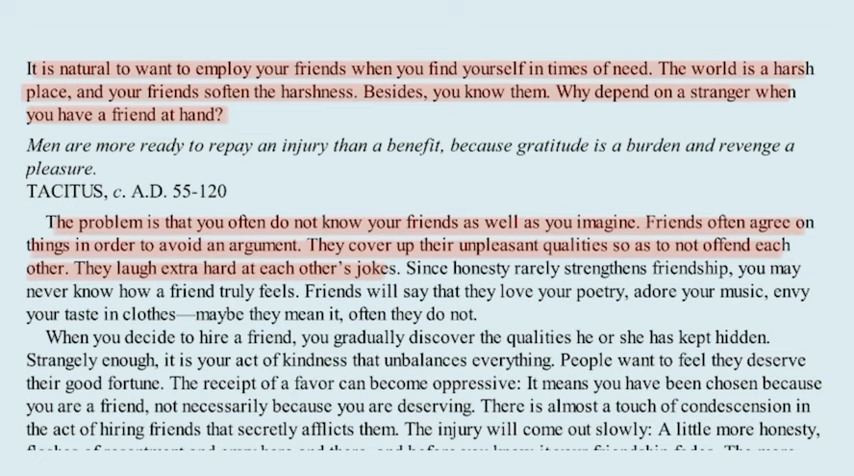 It is natural to want to employ your friends when you find yourself in times of need. The world is a harsh
place, and your friends soften the harshness. Besides, you know them. Why depend on a stranger when
you have a friend at hand?
Men are more ready to repay an injury than a benefit, because gratitude is a burden and revenge a
pleasure.
TACITUS, c. A.D. 55-120
The problem is that you often do not know your friends as well as you imagine. Friends often agree on
things in order to avoid an argument. They cover up their unpleasant qualities so as to not offend each
other. They laugh extra hard at each other's jokes. Since honesty rarely strengthens friendship, you may
never know how a friend truly feels. Friends will say that they love your poetry, adore your music, envy
your taste in clothes—maybe they mean it, often they do not.
When you decide to hire a friend, you gradually discover the qualities he or she has kept hidden.
Strangely enough, it is your act of kindness that unbalances everything. People want to feel they deserve
their good fortune. The receipt of a favor can become oppressive: It means you have been chosen because
you are a friend, not necessarily because you are deserving. There is almost a touch of condescension in
the act of hiring friends that secretly afflicts them. The injury will come out slowly: A little more honesty,